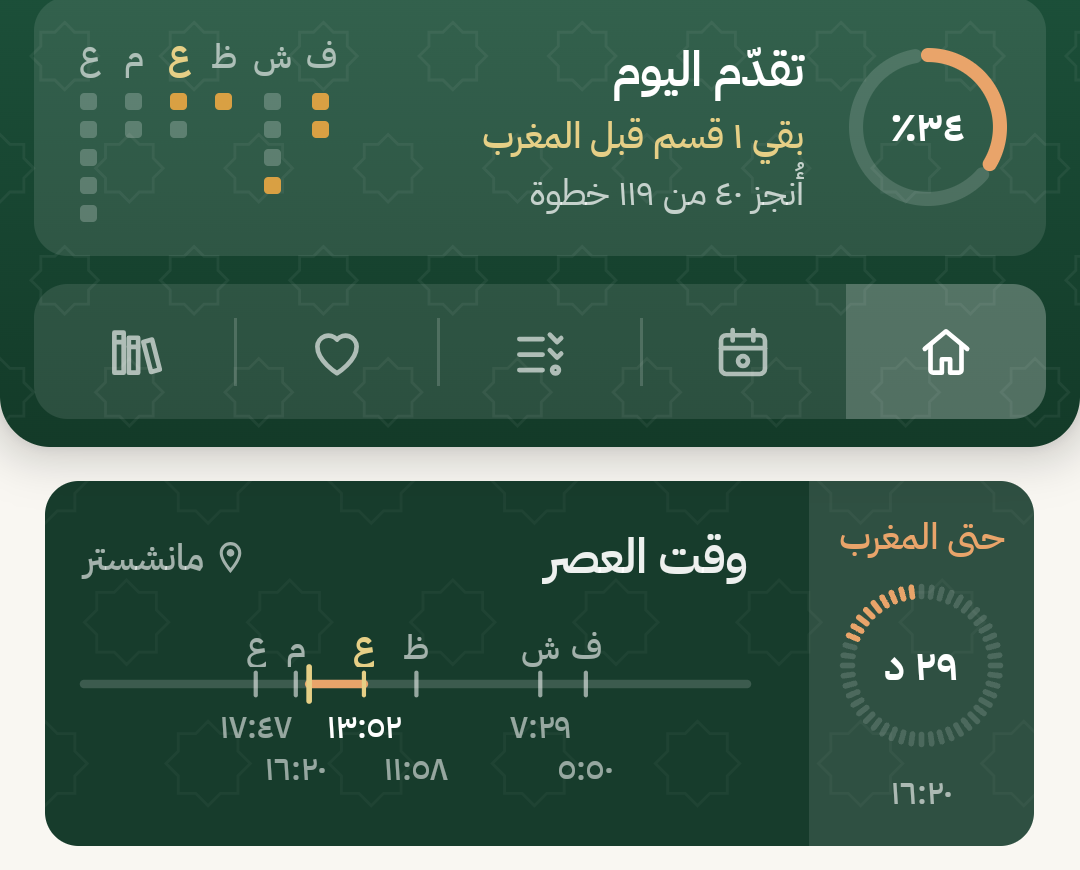 ٪٣٤
تقدّم اليوم
بقي ١ قسم قبل المغرب
أُنجز ٤٠ من ١١٩ خطوة
ف ش ظ ع م ع
حتى المغرب
٢٩ د
١٦:٢٠
وقت العصر
مانشستر
ف ش ظ ع م ع
٧:٢٩ ١٣:٥٢ ١٧:٤٧
٥:٥٠ ١١:٥٨ ١٦:٢٠